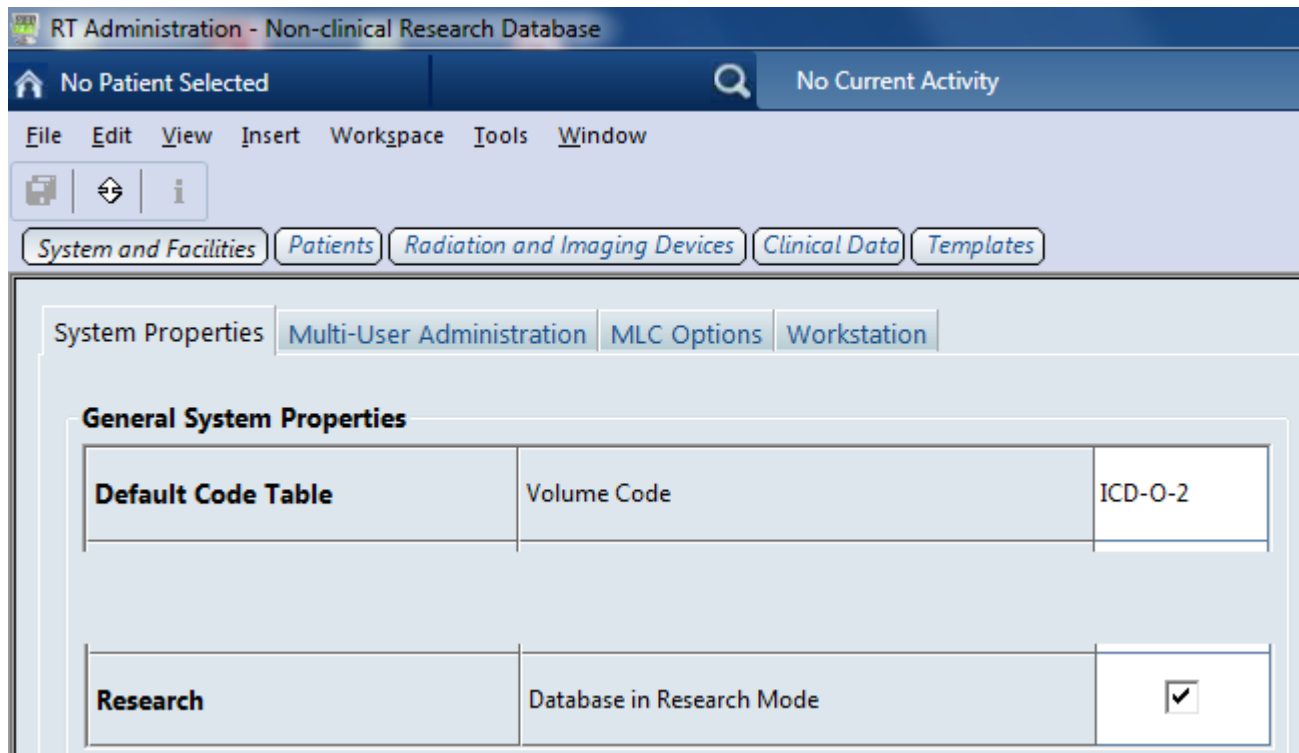 RT Administration - Non-clinical Research Database
No Patient Selected No Current Activity
File Edit View Insert Workspace Tools Window
System and Facilities Patients Radiation and Imaging Devices Clinical Data Templates
System Properties Multi-User Administration MLC Options Workstation
General System Properties
Default Code Table Volume Code ICD-O-2
Research Database in Research Mode